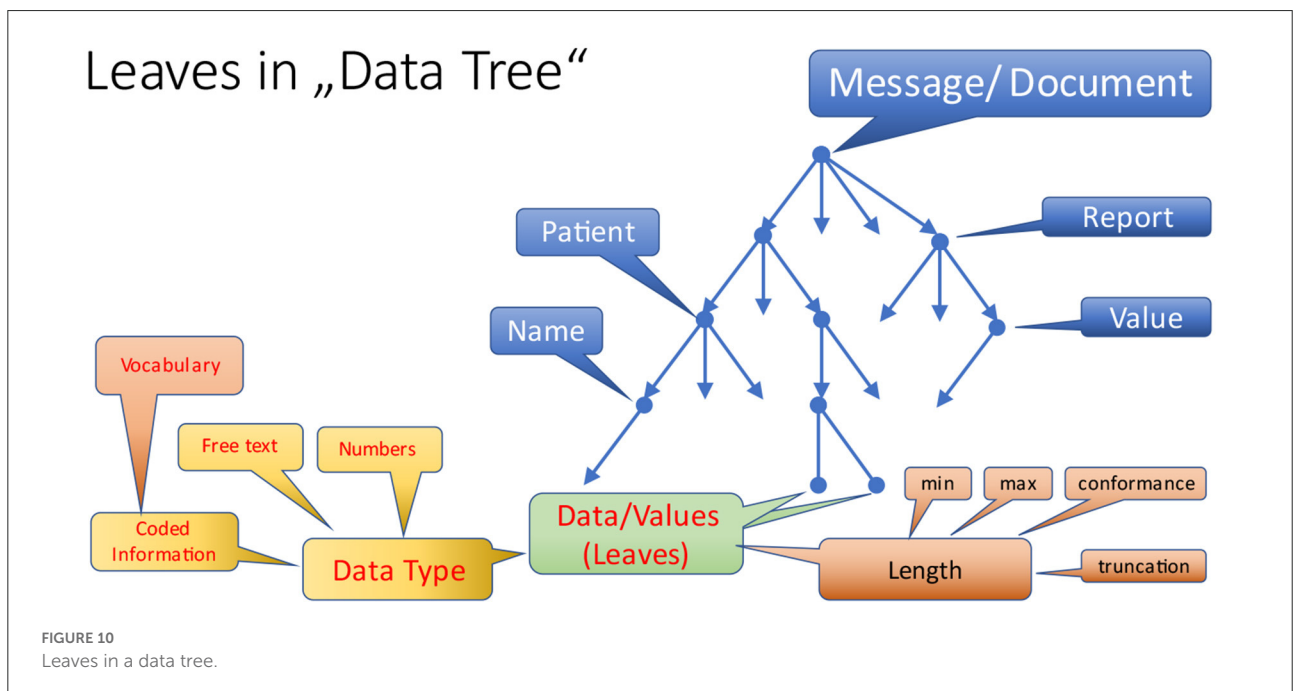 Leaves in „Data Tree“
Message/ Document
Patient
Report
Name
Value
Vocabulary
Free text
Numbers
min
max
conformance
Coded
Information
Data Type
Data/Values
(Leaves)
Length
truncation
FIGURE 10
Leaves in a data tree.